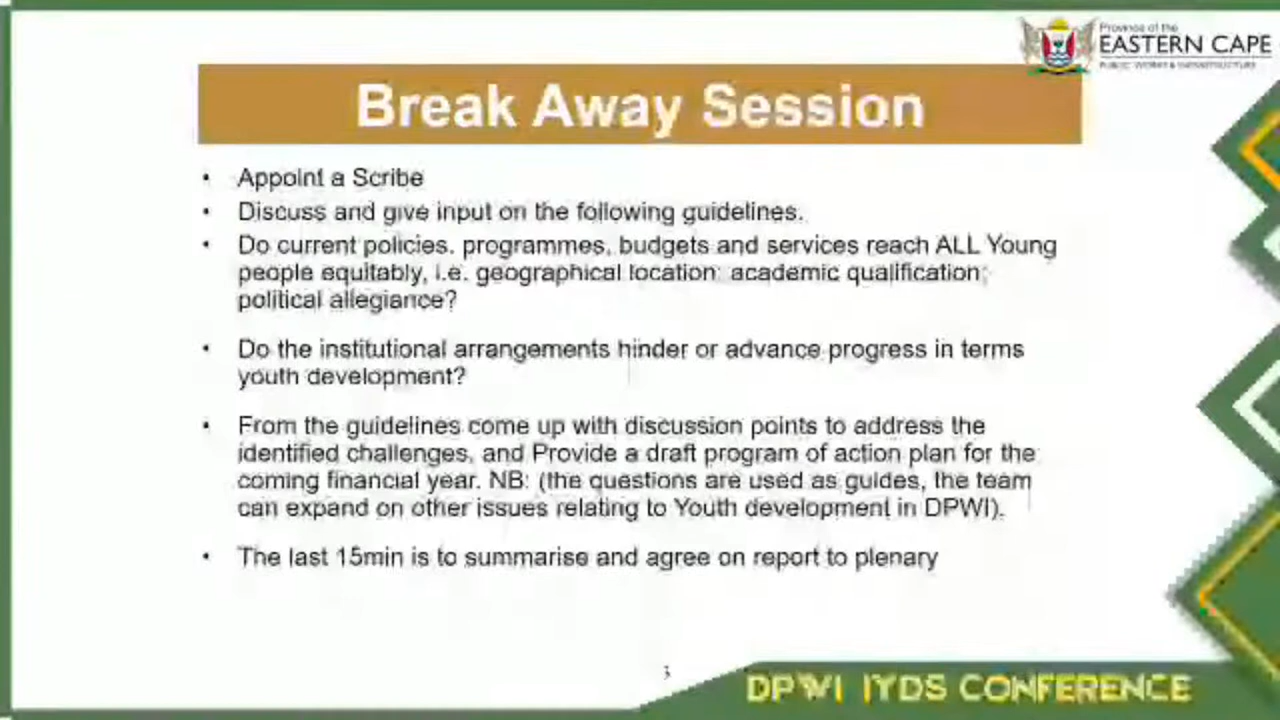 Province of the
EASTERN CAPE
PUBLIC WORKS & INFRASTRUCTURE
Break Away Session
• Appoint a Scribe
• Discuss and give input on the following guidelines.
• Do current policies, programmes, budgets and services reach ALL Young
people equitably, i.e. geographical location; academic qualification;
political allegiance?
• Do the institutional arrangements hinder or advance progress in terms
youth development?
• From the guidelines come up with discussion points to address the
identified challenges, and Provide a draft program of action plan for the
coming financial year. NB: (the questions are used as guides, the team
can expand on other issues relating to Youth development in DPWI).
• The last 15min is to summarise and agree on report to plenary
DPWI IYDS CONFERENCE